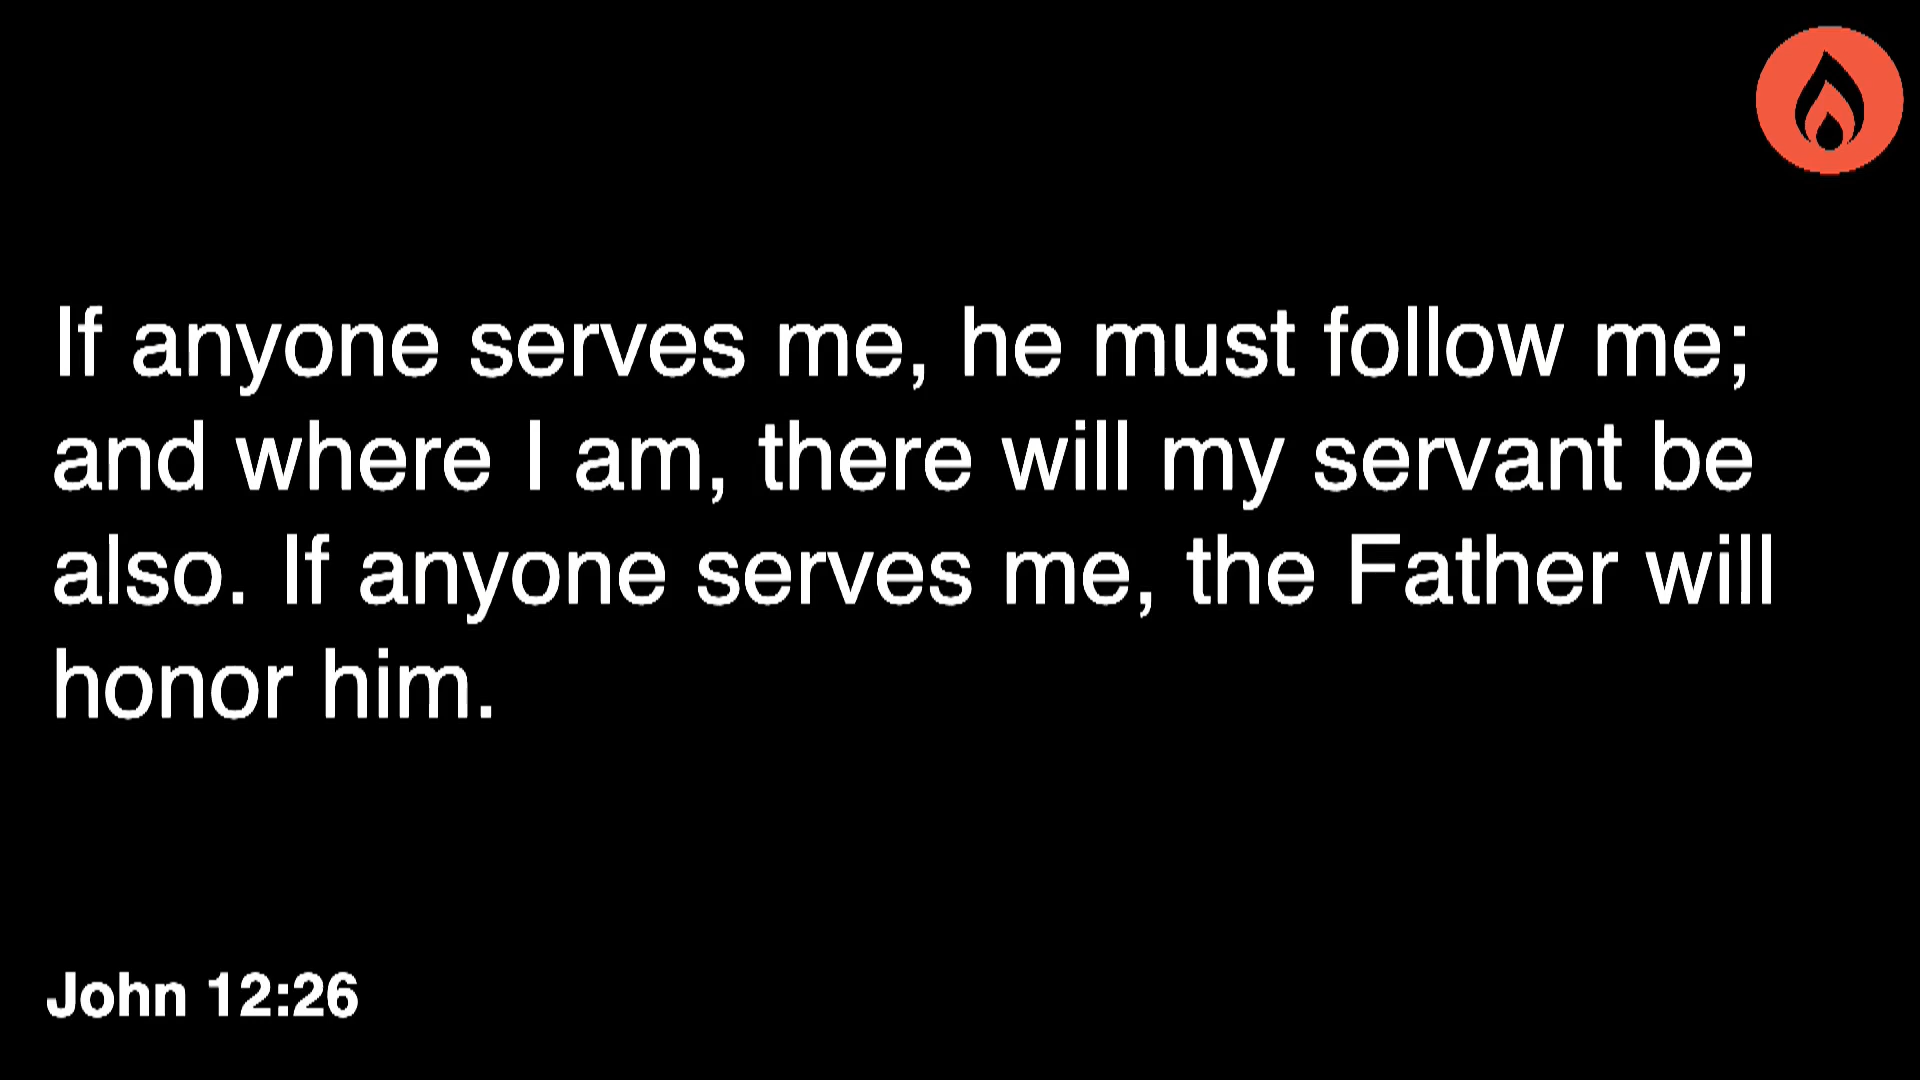 If anyone serves me, he must follow me;
and where I am, there will my servant be
also. If anyone serves me, the Father will
honor him.
John 12:26